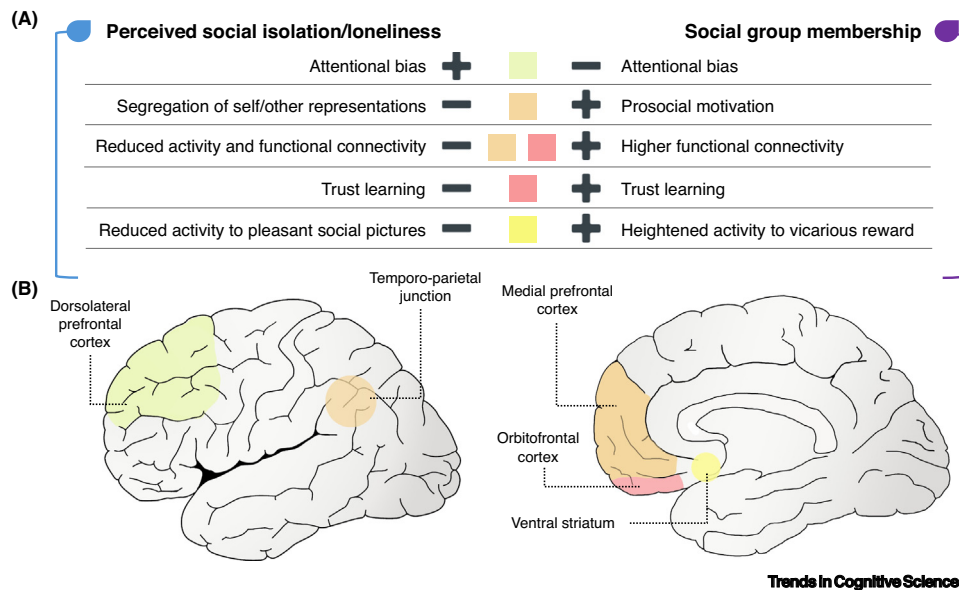 (A)
Perceived social isolation/loneliness
Social group membership
Attentional bias + − Attentional bias
Segregation of self/other representations − + Prosocial motivation
Reduced activity and functional connectivity − + Higher functional connectivity
Trust learning − + Trust learning
Reduced activity to pleasant social pictures − + Heightened activity to vicarious reward
(B)
Dorsolateral
prefrontal
cortex
Temporo-parietal
junction
Medial prefrontal
cortex
Orbitofrontal
cortex
Ventral striatum
Trends in Cognitive Science